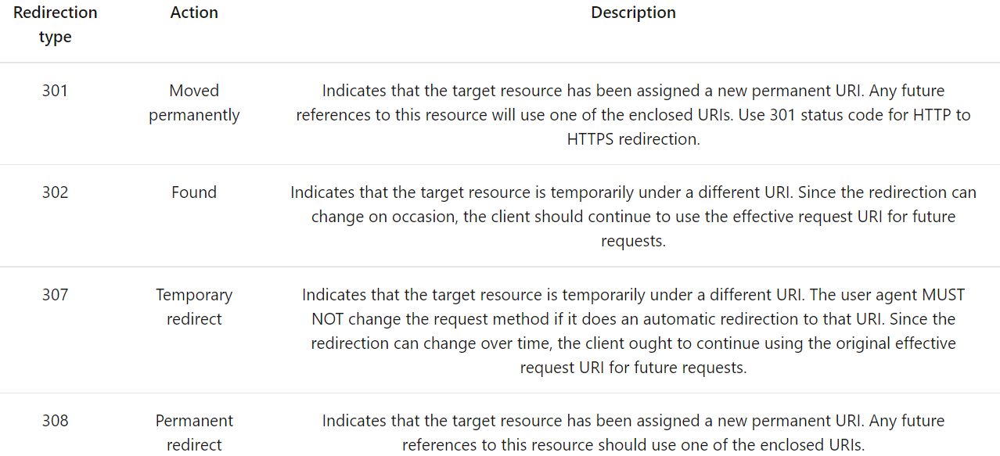 Redirection type
Action
Description
301
Moved permanently
Indicates that the target resource has been assigned a new permanent URI. Any future
references to this resource will use one of the enclosed URIs. Use 301 status code for HTTP to
HTTPS redirection.
302
Found
Indicates that the target resource is temporarily under a different URI. Since the redirection can
change on occasion, the client should continue to use the effective request URI for future
requests.
307
Temporary redirect
Indicates that the target resource is temporarily under a different URI. The user agent MUST
NOT change the request method if it does an automatic redirection to that URI. Since the
redirection can change over time, the client ought to continue using the original effective
request URI for future requests.
308
Permanent redirect
Indicates that the target resource has been assigned a new permanent URI. Any future
references to this resource should use one of the enclosed URIs.